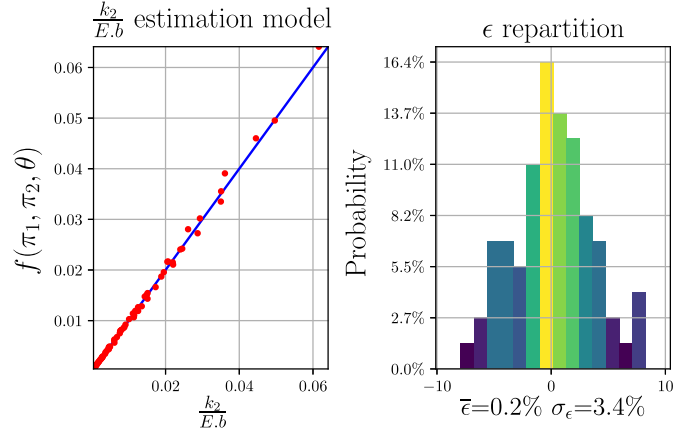 k₂/E.b estimation model
0.06
0.05
0.04
0.03
0.02
0.01
f(π₁, π₂, θ)
0.02 0.04 0.06
k₂/E.b
ϵ repartition
16.4%
13.7%
11.0%
8.2%
5.5%
2.7%
0.0%
Probability
−10 0 10
ϵ̅=0.2% σ_ϵ=3.4%